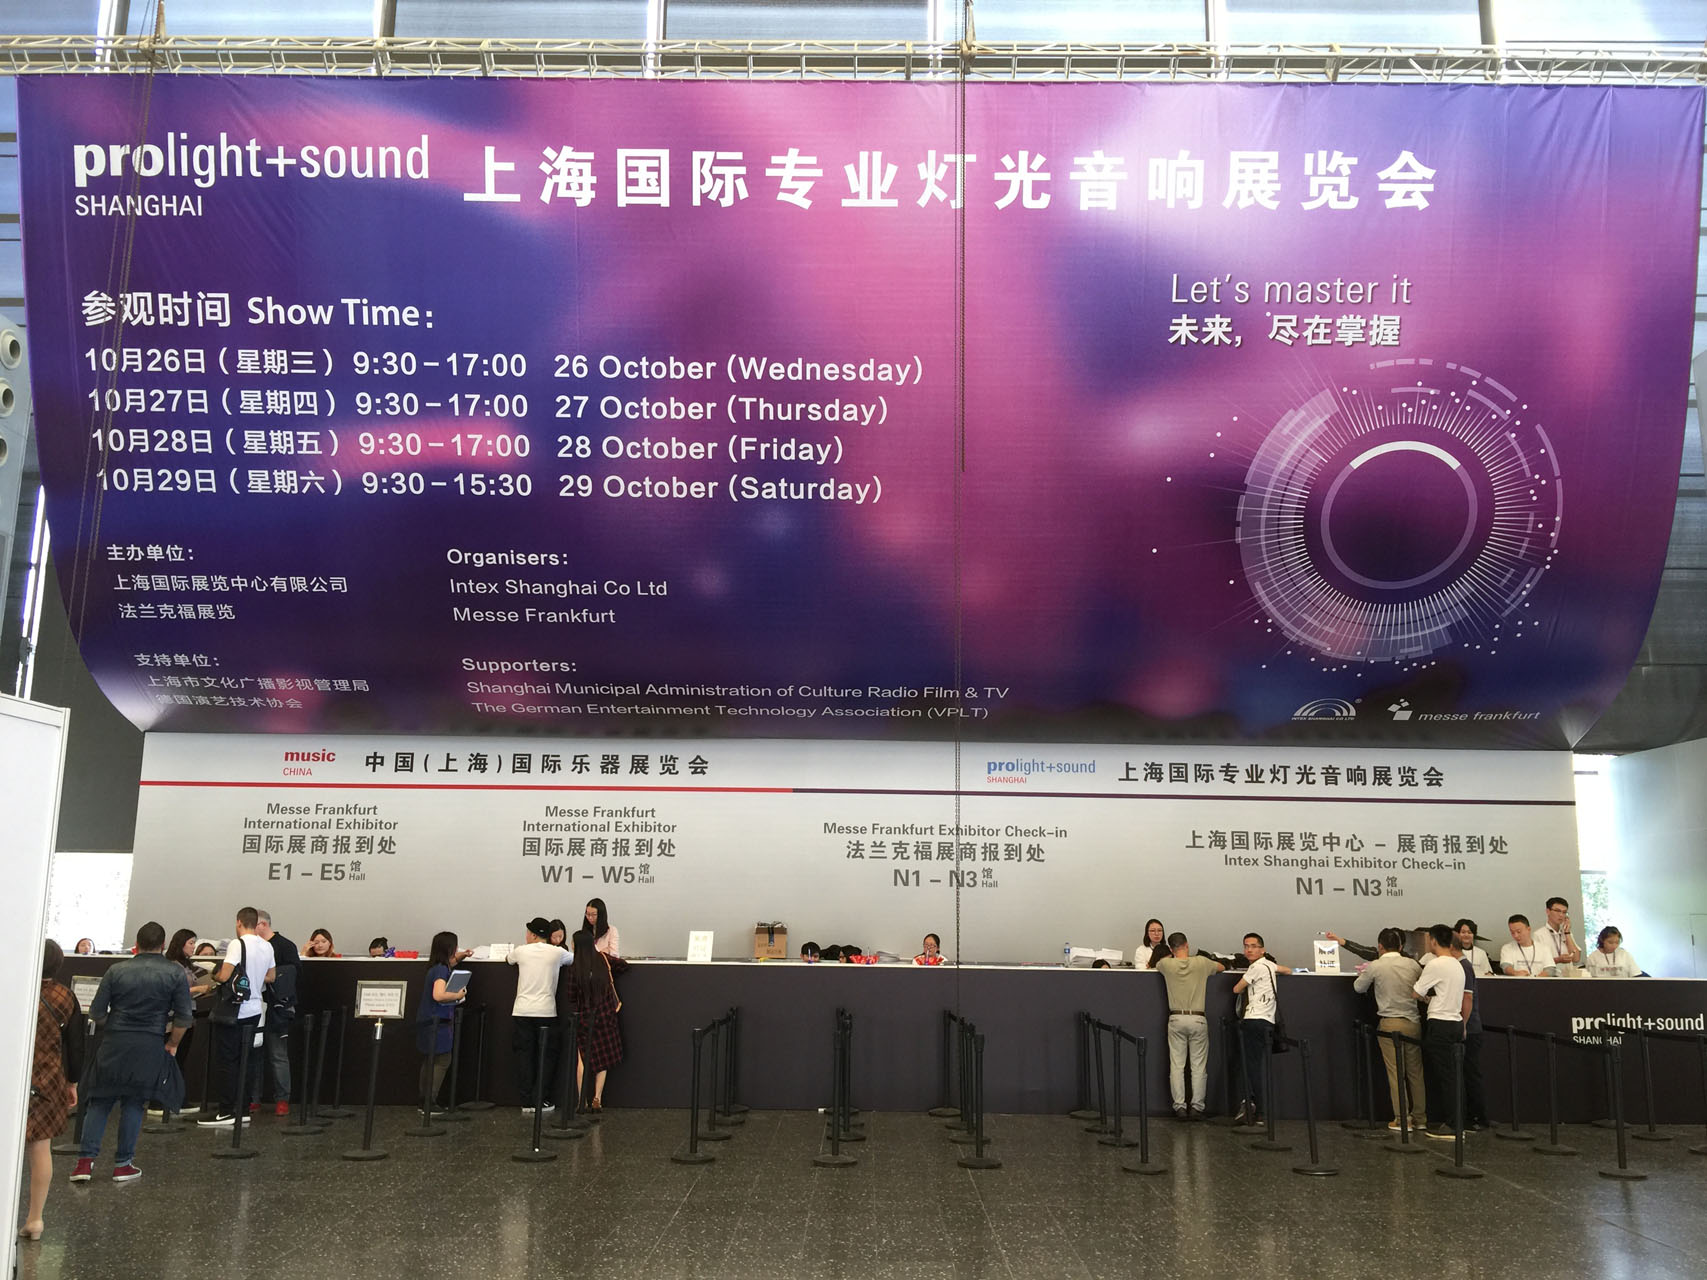 prolight+sound
SHANGHAI
上海国际专业灯光音响展览会
参观时间 Show Time:
10月26日（星期三）9:30-17:00 26 October (Wednesday)
10月27日（星期四）9:30-17:00 27 October (Thursday)
10月28日（星期五）9:30-17:00 28 October (Friday)
10月29日（星期六）9:30-15:30 29 October (Saturday)
Let's master it
未来，尽在掌握
主办单位：
上海国际展览中心有限公司
法兰克福展览
Organisers:
Intex Shanghai Co Ltd
Messe Frankfurt
支持单位：
上海市文化广播影视管理局
德国演艺技术协会
Supporters:
Shanghai Municipal Administration of Culture Radio Film & TV
The German Entertainment Technology Association (VPLT)
INTEX SHANGHAI CO LTD
messe frankfurt
music
CHINA
中国(上海)国际乐器展览会
prolight+sound
SHANGHAI
上海国际专业灯光音响展览会
Messe Frankfurt
International Exhibitor
国际展商报到处
E1 – E5 馆 Hall
Messe Frankfurt
International Exhibitor
国际展商报到处
W1 – W5 馆 Hall
Messe Frankfurt Exhibitor Check-in
法兰克福展商报到处
N1 – N3 馆 Hall
上海国际展览中心 – 展商报到处
Intex Shanghai Exhibitor Check-in
N1 – N3 馆 Hall
prolight+sound
SHANGHAI